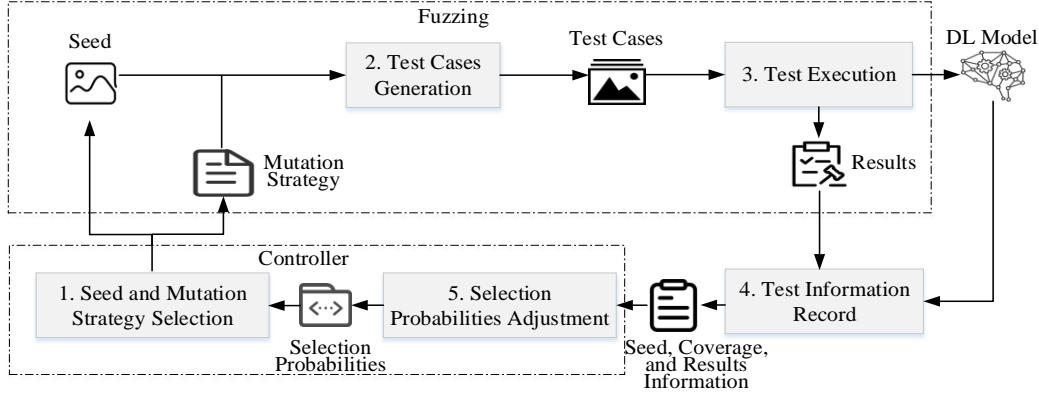 Fuzzing
Seed
2. Test Cases
Generation
Test Cases
3. Test Execution
DL Model
Mutation
Strategy
Results
Controller
1. Seed and Mutation
Strategy Selection
Selection
Probabilities
5. Selection
Probabilities Adjustment
Seed, Coverage,
and Results
Information
4. Test Information
Record